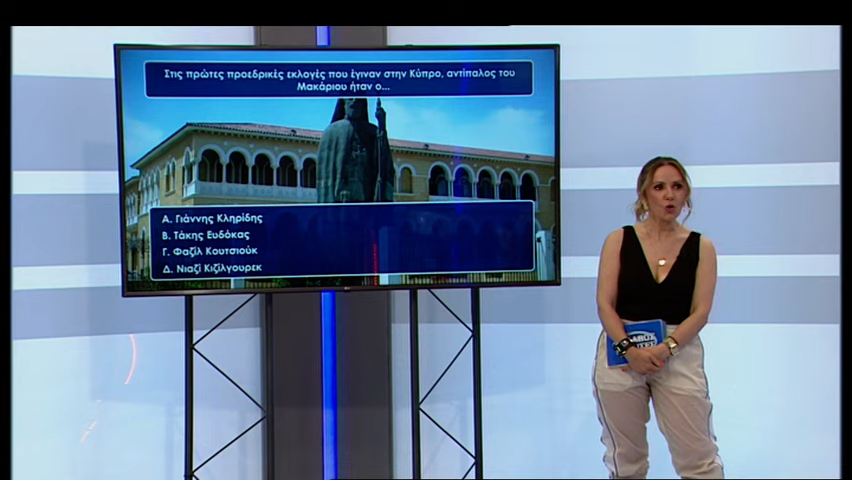 Στις πρώτες προεδρικές εκλογές που έγιναν στην Κύπρο, αντίπαλος του
Μακάριου ήταν ο...
Α. Γιάννης Κληρίδης
Β. Τάκης Ευδόκας
Γ. Φαζίλ Κουτσιούκ
Δ. Νιαζί Κιζίλγουρεκ